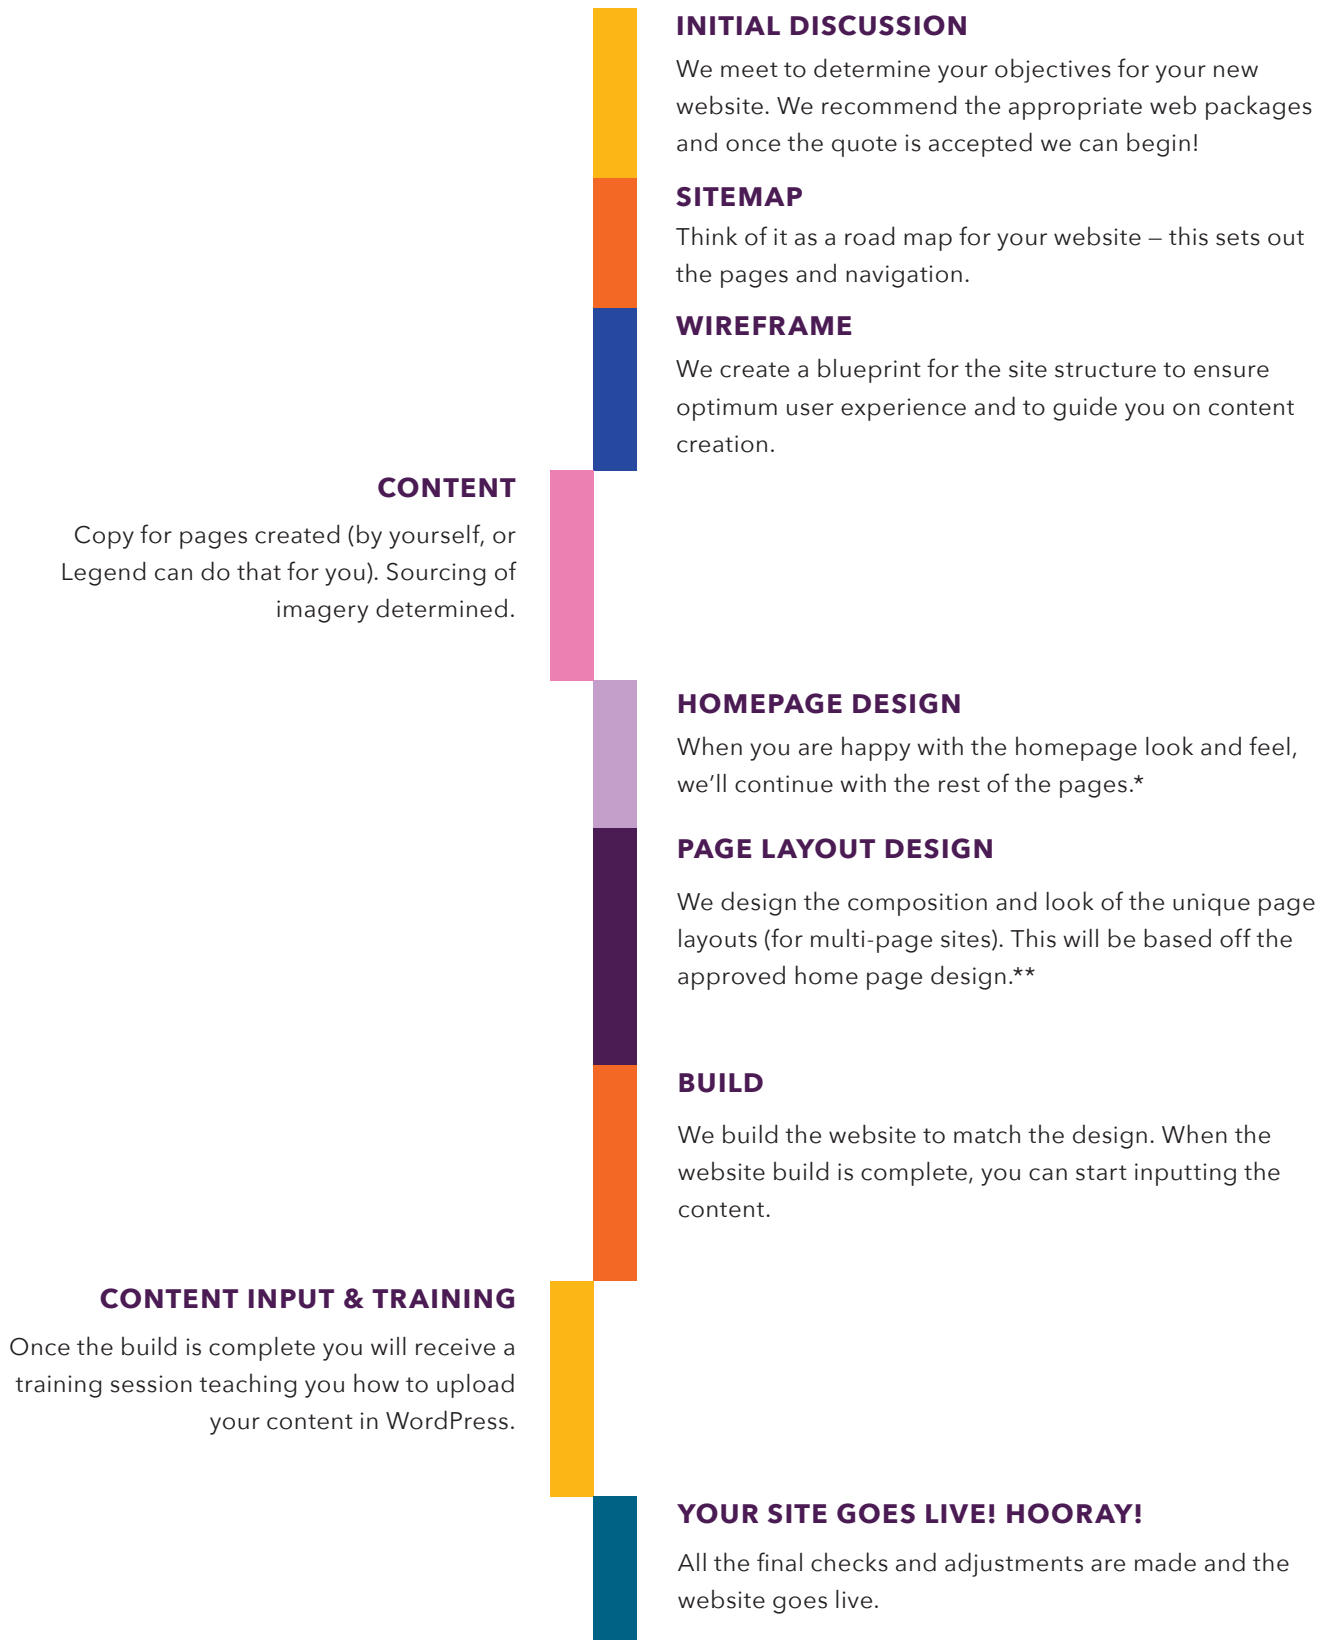 INITIAL DISCUSSION
We meet to determine your objectives for your new
website. We recommend the appropriate web packages
and once the quote is accepted we can begin!
SITEMAP
Think of it as a road map for your website – this sets out
the pages and navigation.
WIREFRAME
We create a blueprint for the site structure to ensure
optimum user experience and to guide you on content
creation.
CONTENT
Copy for pages created (by yourself, or
Legend can do that for you). Sourcing of
imagery determined.
HOMEPAGE DESIGN
When you are happy with the homepage look and feel,
we’ll continue with the rest of the pages.*
PAGE LAYOUT DESIGN
We design the composition and look of the unique page
layouts (for multi-page sites). This will be based off the
approved home page design.**
BUILD
We build the website to match the design. When the
website build is complete, you can start inputting the
content.
CONTENT INPUT & TRAINING
Once the build is complete you will receive a
training session teaching you how to upload
your content in WordPress.
YOUR SITE GOES LIVE! HOORAY!
All the final checks and adjustments are made and the
website goes live.